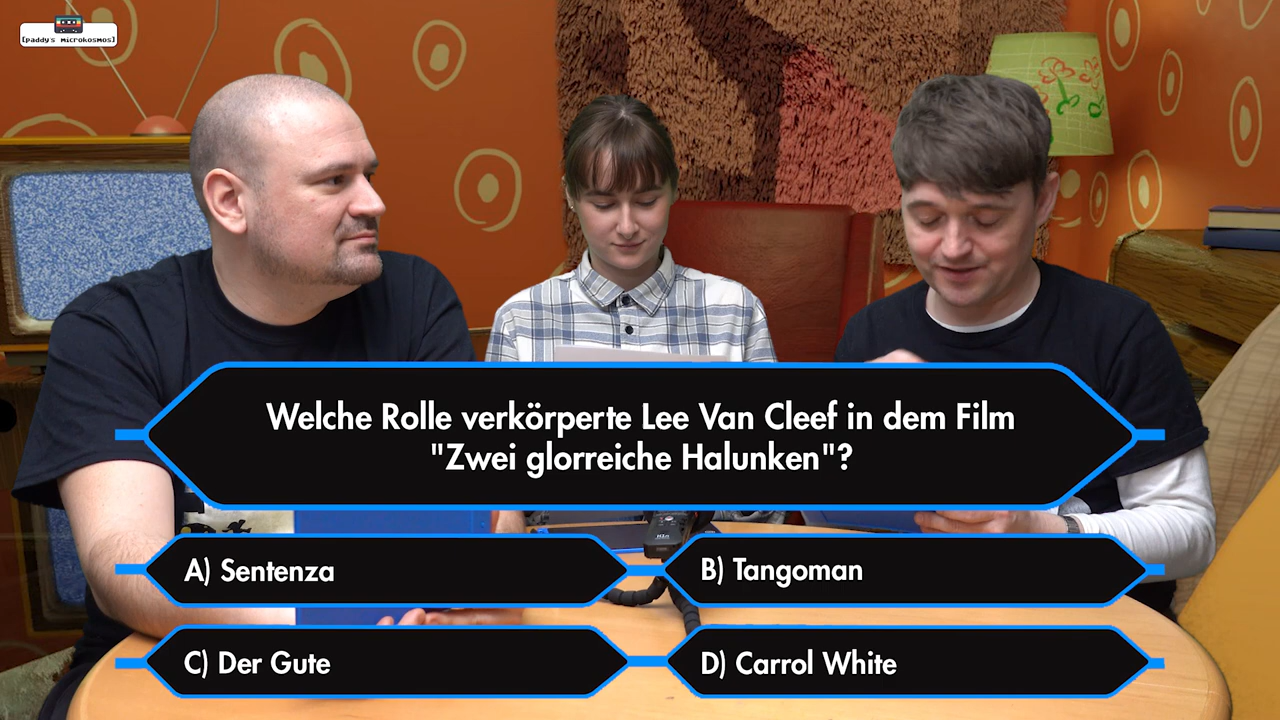 [paddy's microkosmos]
Welche Rolle verkörperte Lee Van Cleef in dem Film
"Zwei glorreiche Halunken"?
A) Sentenza
B) Tangoman
C) Der Gute
D) Carrol White